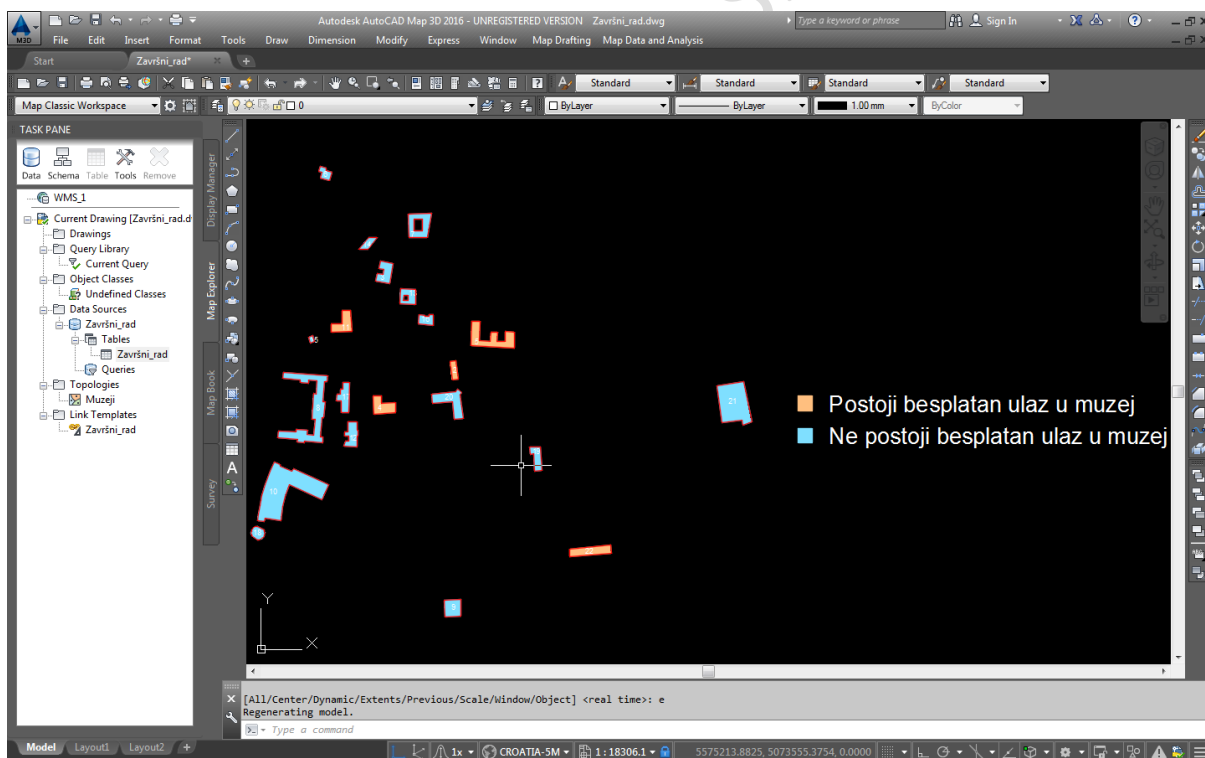 Autodesk AutoCAD Map 3D 2016 - UNREGISTERED VERSION Završni_rad.dwg
Type a keyword or phrase
Sign In
M3D
File Edit Insert Format Tools Draw Dimension Modify Express Window Map Drafting Map Data and Analysis
Start Završni_rad*
Standard Standard Standard Standard
Map Classic Workspace 0 ByLayer ByLayer 1.00 mm ByColor
TASK PANE
Data Schema Table Tools Remove
WMS_1
Current Drawing [Završni_rad.d
Drawings
Query Library
Current Query
Object Classes
Undefined Classes
Data Sources
Završni_rad
Tables
Završni_rad
Queries
Topologies
Muzeji
Link Templates
Završni_rad
Display Manager
Map Explorer
Map Book
Survey
20
21
10
22
Postoji besplatan ulaz u muzej
Ne postoji besplatan ulaz u muzej
Y
X
[All/Center/Dynamic/Extents/Previous/Scale/Window/Object] <real time>: e
Regenerating model.
Type a command
Model Layout1 Layout2 +
1x CROATIA-5M 1:18306.1 5575213.8825, 5073555.3754, 0.0000